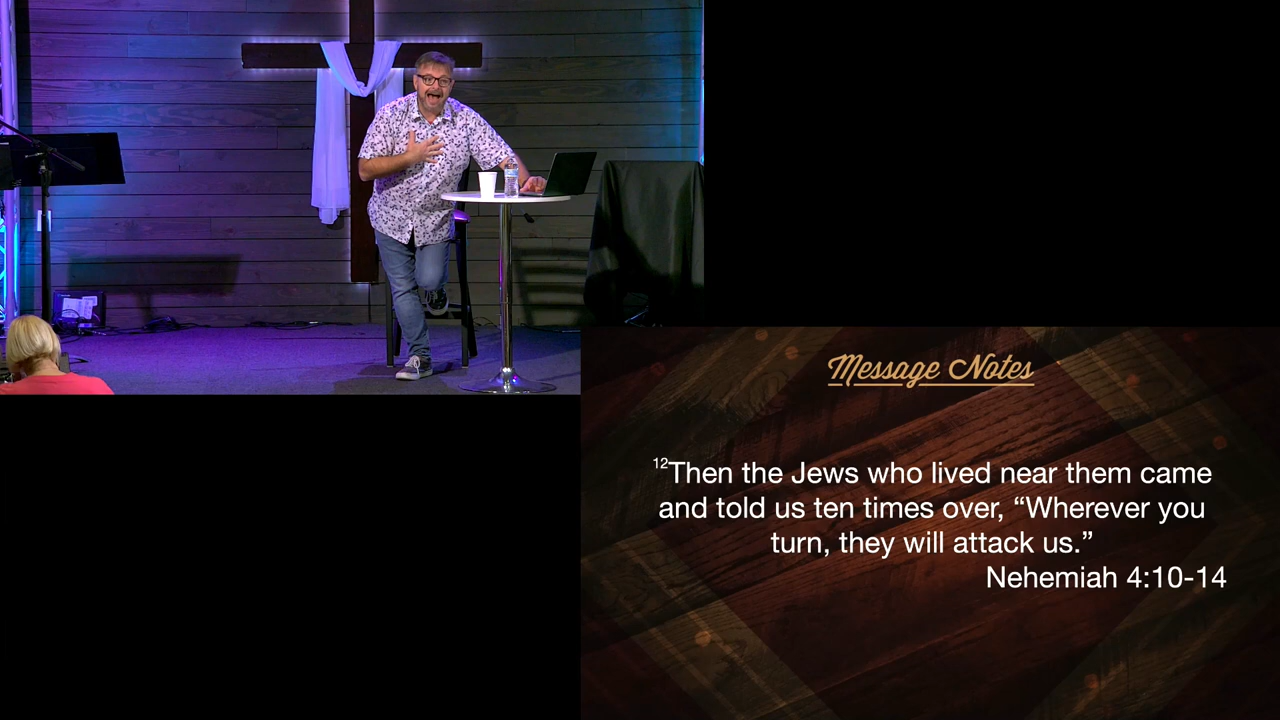 Message Notes
12Then the Jews who lived near them came
and told us ten times over, “Wherever you
turn, they will attack us.”
Nehemiah 4:10-14